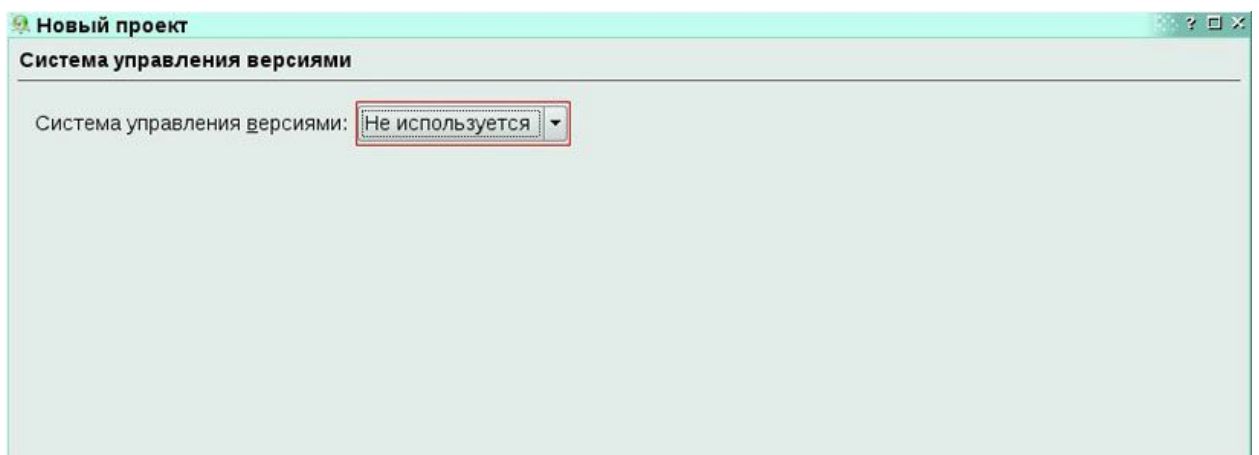 Новый проект
Система управления версиями
Система управления версиями: Не используется